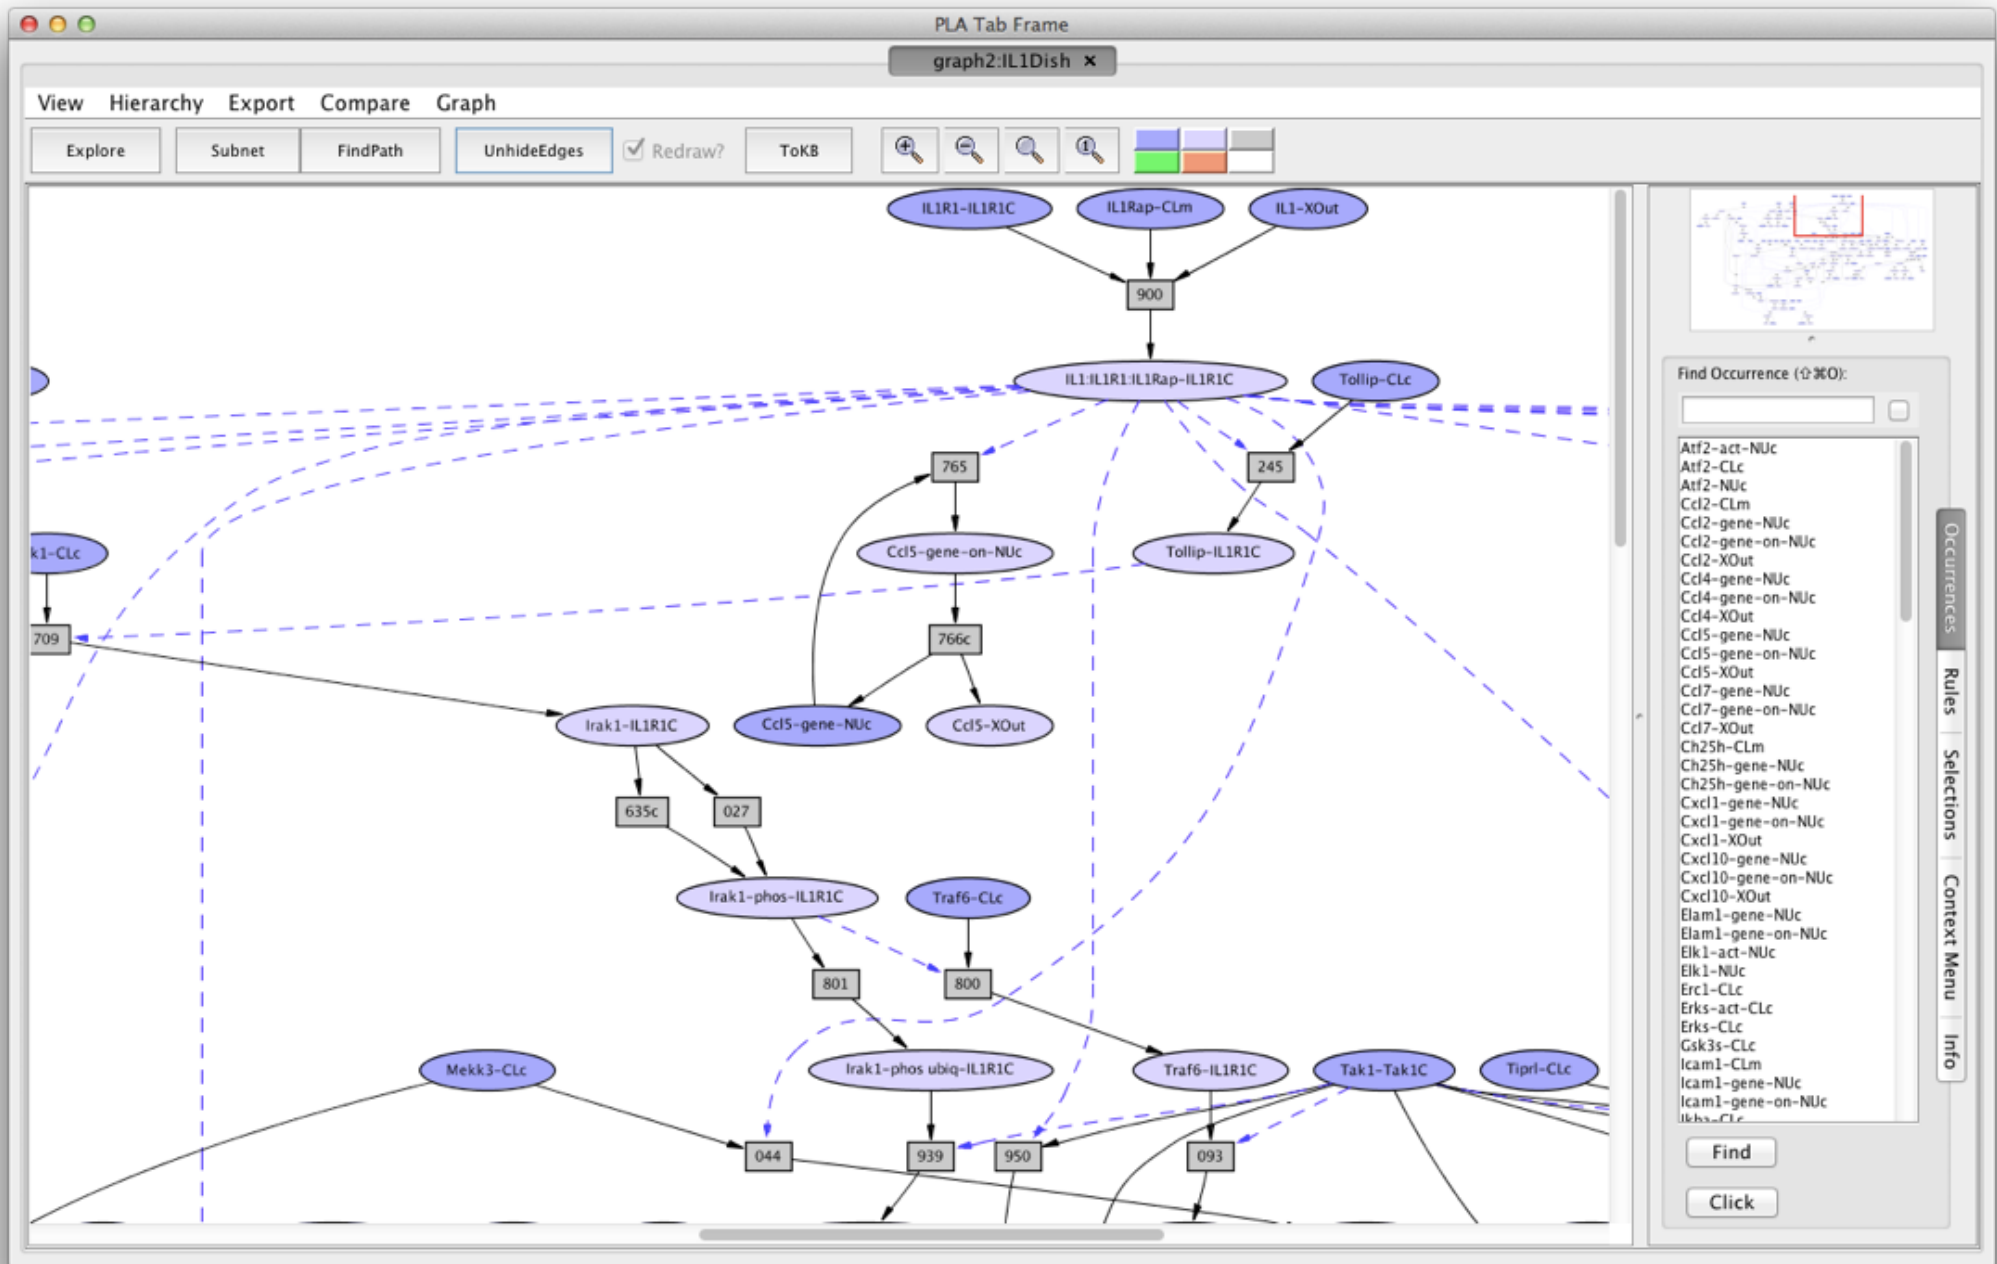 PLA Tab Frame
graph2:IL1Dish ×
View Hierarchy Export Compare Graph
Explore Subnet FindPath UnhideEdges Redraw? ToKB
IL1R1-IL1R1C IL1Rap-CLm IL1-XOut
900
IL1:IL1R1:IL1Rap-IL1R1C Tollip-CLc
765 245
k1-CLc Ccl5-gene-on-NUc Tollip-IL1R1C
709 766c
Irak1-IL1R1C Ccl5-gene-NUc Ccl5-XOut
635c 027
Irak1-phos-IL1R1C Traf6-CLc
801 800
Mekk3-CLc Irak1-phos ubiq-IL1R1C Traf6-IL1R1C Tak1-Tak1C Tiprl-CLc
044 939 950 093
Find Occurrence (⇧⌘O):
Atf2-act-NUc
Atf2-CLc
Atf2-NUc
Ccl2-CLm
Ccl2-gene-NUc
Ccl2-gene-on-NUc
Ccl2-XOut
Ccl4-gene-NUc
Ccl4-gene-on-NUc
Ccl4-XOut
Ccl5-gene-NUc
Ccl5-gene-on-NUc
Ccl5-XOut
Ccl7-gene-NUc
Ccl7-gene-on-NUc
Ccl7-XOut
Ch25h-CLm
Ch25h-gene-NUc
Ch25h-gene-on-NUc
Cxcl1-gene-NUc
Cxcl1-gene-on-NUc
Cxcl1-XOut
Cxcl10-gene-NUc
Cxcl10-gene-on-NUc
Cxcl10-XOut
Elam1-gene-NUc
Elam1-gene-on-NUc
Elk1-act-NUc
Elk1-NUc
Erc1-CLc
Erks-act-CLc
Erks-CLc
Gsk3s-CLc
Icam1-CLm
Icam1-gene-NUc
Icam1-gene-on-NUc
Ikba-CLc
Find
Click
Occurrences
Rules
Selections
Context Menu
Info